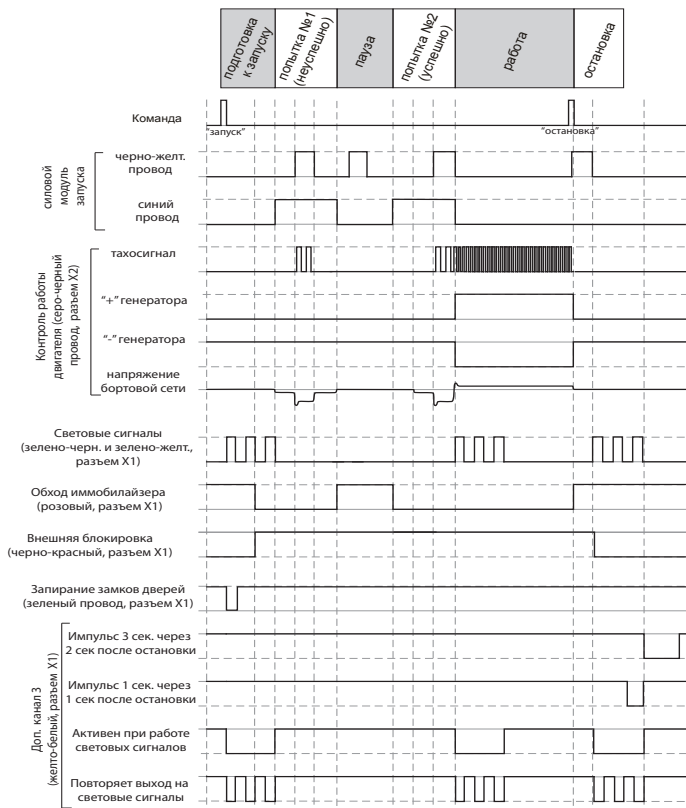 подготовка
к запуску
попытка №1
(неуспешно)
пауза
попытка №2
(успешно)
работа
остановка
Команда
"запуск"
"остановка"
силовой
модуль
запуска
черно-желт.
провод
синий
провод
Контроль работы
двигателя (серо-черный
провод, разъем X2)
тахосигнал
"+" генератора
"-" генератора
напряжение
бортовой сети
Световые сигналы
(зелено-черн. и зелено-желт.,
разъем X1)
Обход иммобилайзера
(розовый, разъем X1)
Внешняя блокировка
(черно-красный, разъем X1)
Запирание замков дверей
(зеленый провод, разъем X1)
Доп. канал 3
(желто-белый, разъем X1)
Импульс 3 сек. через
2 сек после остановки
Импульс 1 сек. через
1 сек после остановки
Активен при работе
световых сигналов
Повторяет выход на
световые сигналы